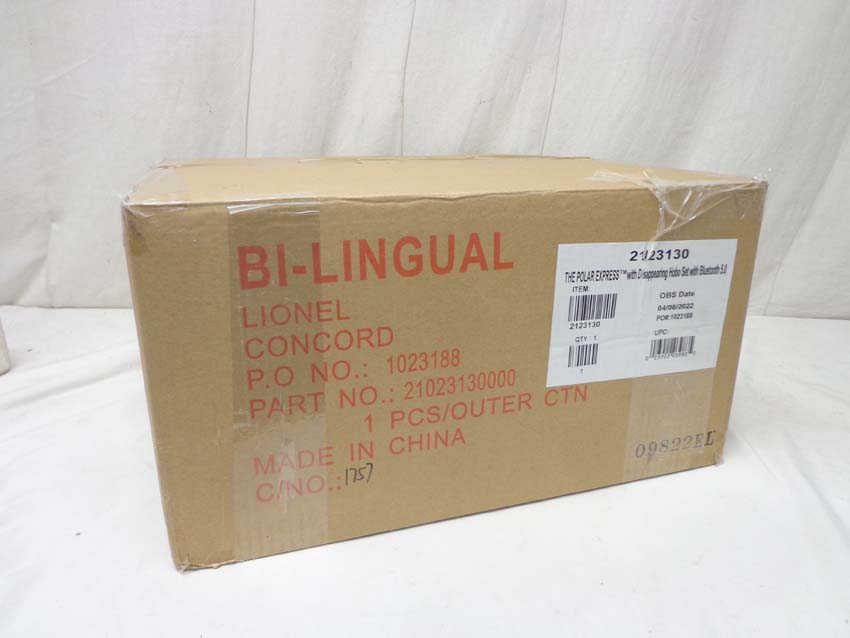 BI-LINGUAL
LIONEL
CONCORD
P.O NO.: 1023188
PART NO.: 21023130000
1 PCS/OUTER CTN
MADE IN CHINA
C/NO.: 1757
2123130
THE POLAR EXPRESS™ with Disappearing Hobo Set with Bluetooth 5.0
ITEM:
2123130
QTY : 1
1
OBS Date
04/08/2022
PO#:1023188
UPC:
09822EL